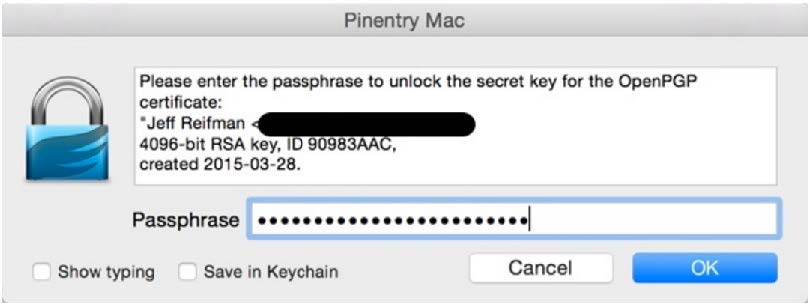 Pinentry Mac
Please enter the passphrase to unlock the secret key for the OpenPGP
certificate:
"Jeff Reifman <
4096-bit RSA key, ID 90983AAC,
created 2015-03-28.
Passphrase ••••••••••••••••••••••••
Show typing Save in Keychain Cancel OK